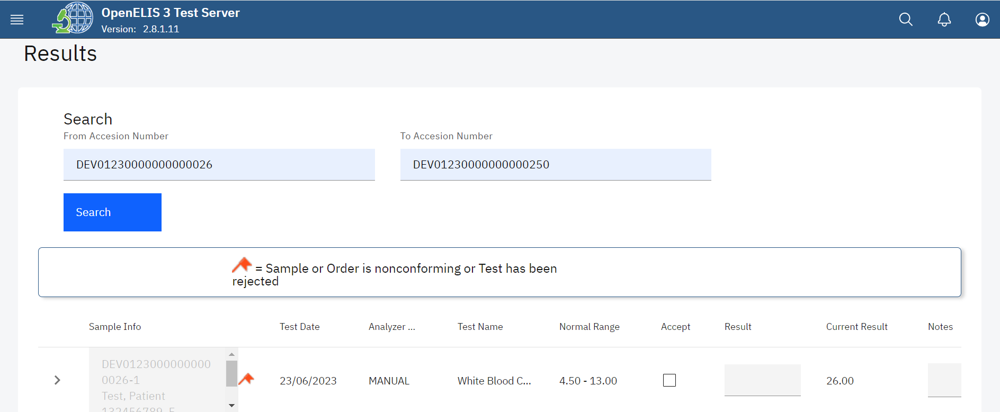 OpenELIS 3 Test Server
Version: 2.8.1.11
Results
Search
From Accesion Number
To Accesion Number
DEV01230000000000026
DEV01230000000000250
Search
= Sample or Order is nonconforming or Test has been
rejected
Sample Info Test Date Analyzer ... Test Name Normal Range Accept Result Current Result Notes
DEV0123000000000
0026-1
Test, Patient
132456789, F
23/06/2023 MANUAL White Blood C... 4.50 - 13.00 26.00